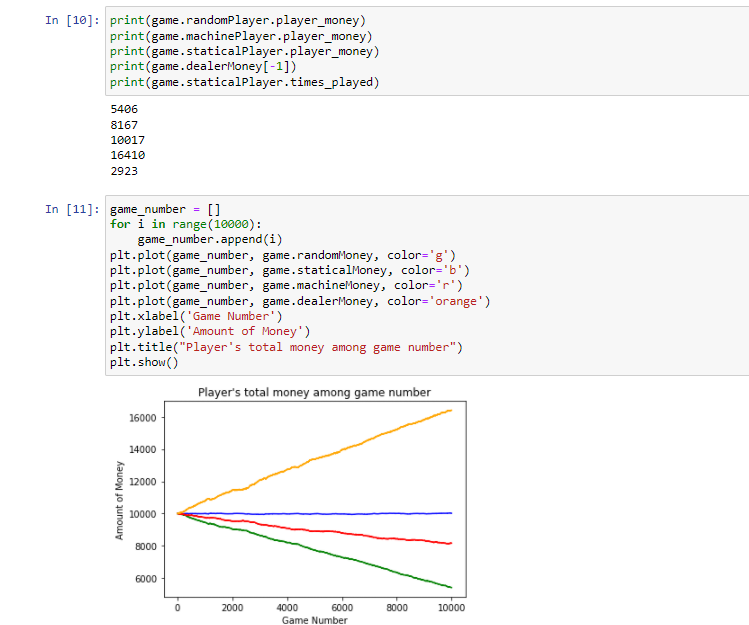 In [10]: print(game.randomPlayer.player_money)
print(game.machinePlayer.player_money)
print(game.staticalPlayer.player_money)
print(game.dealerMoney[-1])
print(game.staticalPlayer.times_played)
5406
8167
10017
16410
2923
In [11]: game_number = []
for i in range(10000):
    game_number.append(i)
plt.plot(game_number, game.randomMoney, color='g')
plt.plot(game_number, game.staticalMoney, color='b')
plt.plot(game_number, game.machineMoney, color='r')
plt.plot(game_number, game.dealerMoney, color='orange')
plt.xlabel('Game Number')
plt.ylabel('Amount of Money')
plt.title("Player's total money among game number")
plt.show()
Player's total money among game number
Amount of Money
16000
14000
12000
10000
8000
6000
0 2000 4000 6000 8000 10000
Game Number